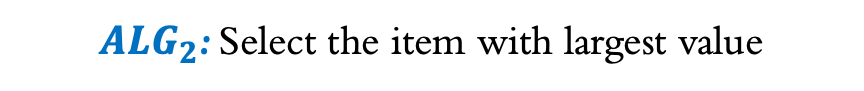 ALG₂: Select the item with largest value